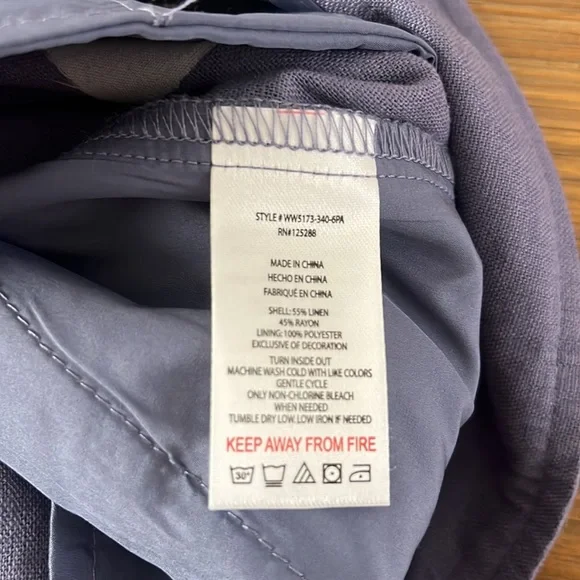 STYLE # WW5173-340-6PA
RN#125288
MADE IN CHINA
HECHO EN CHINA
FABRIQUÉ EN CHINA
SHELL: 55% LINEN
45% RAYON
LINING: 100% POLYESTER
EXCLUSIVE OF DECORATION
TURN INSIDE OUT
MACHINE WASH COLD WITH LIKE COLORS
GENTLE CYCLE
ONLY NON-CHLORINE BLEACH
WHEN NEEDED
TUMBLE DRY LOW, LOW IRON IF NEEDED
KEEP AWAY FROM FIRE
30°